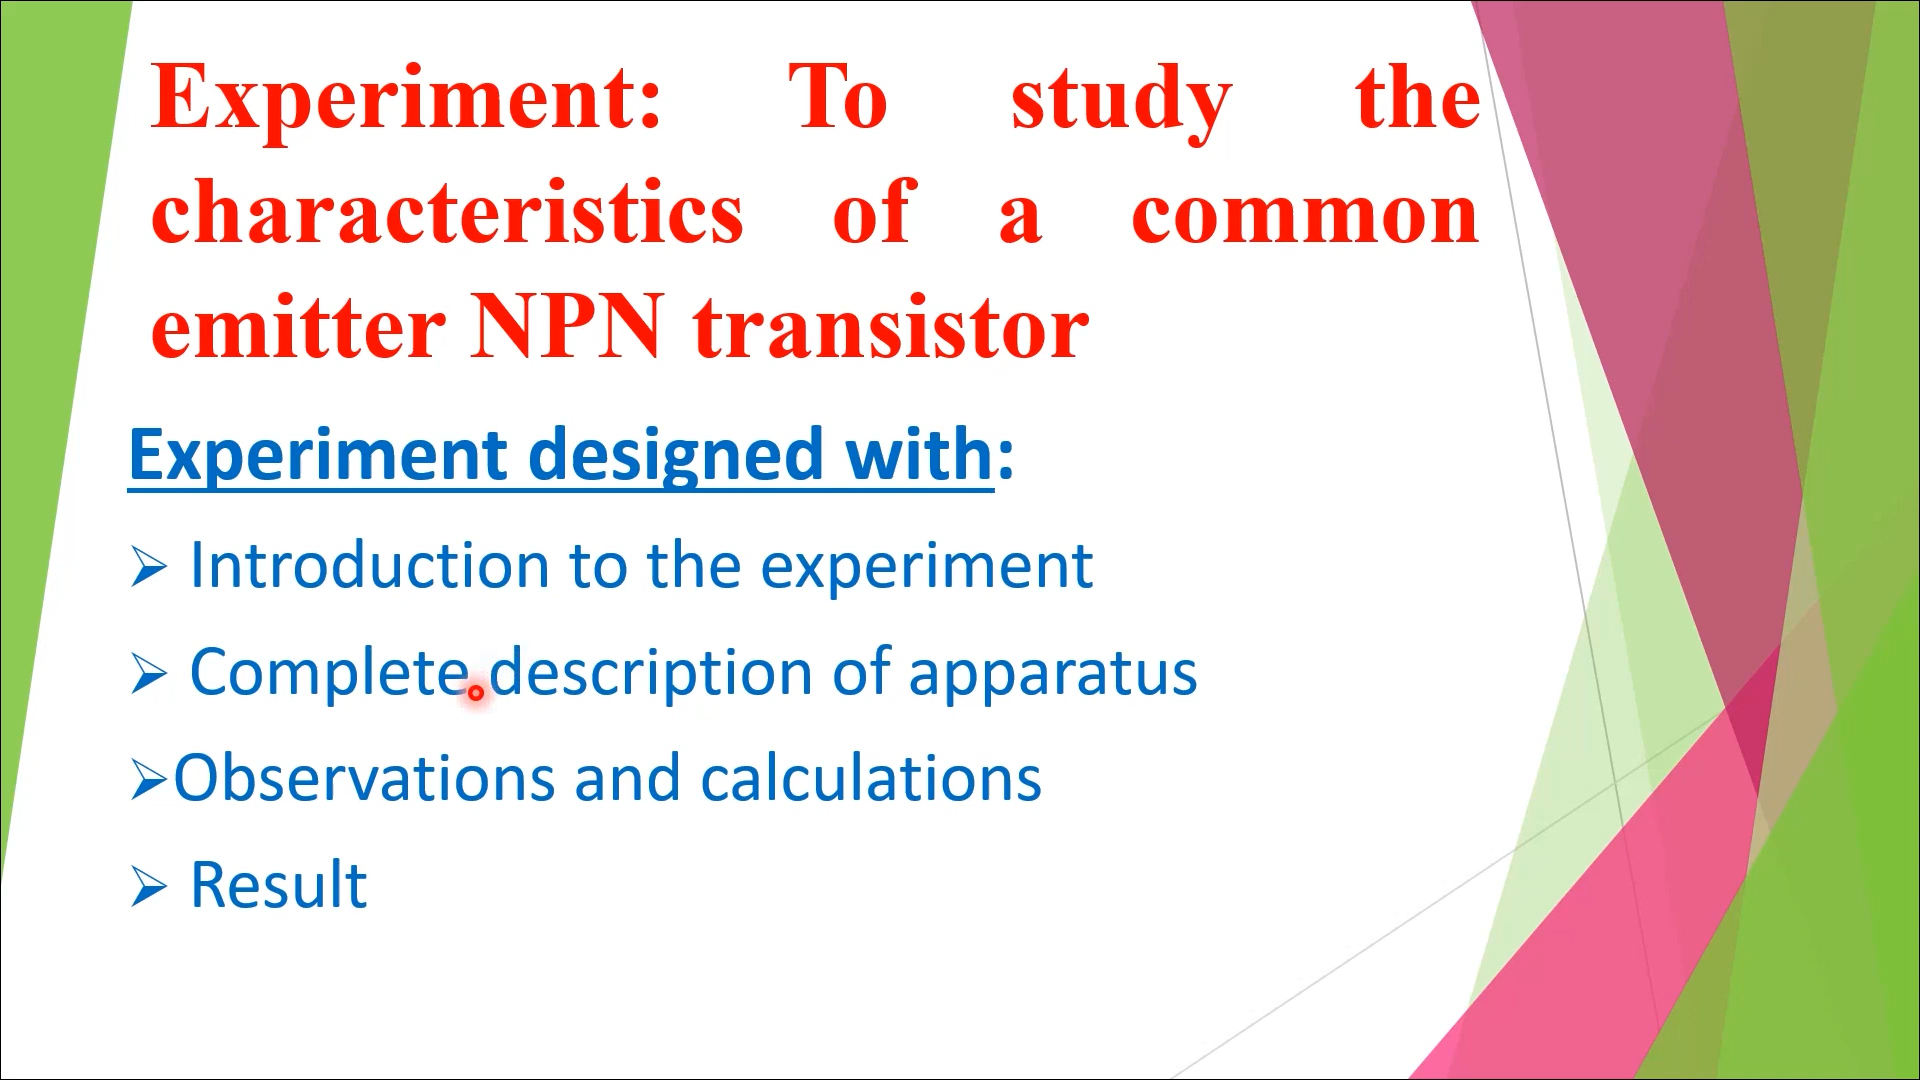 Experiment: To study the
characteristics of a common
emitter NPN transistor
Experiment designed with:
➢ Introduction to the experiment
➢ Complete description of apparatus
➢Observations and calculations
➢ Result